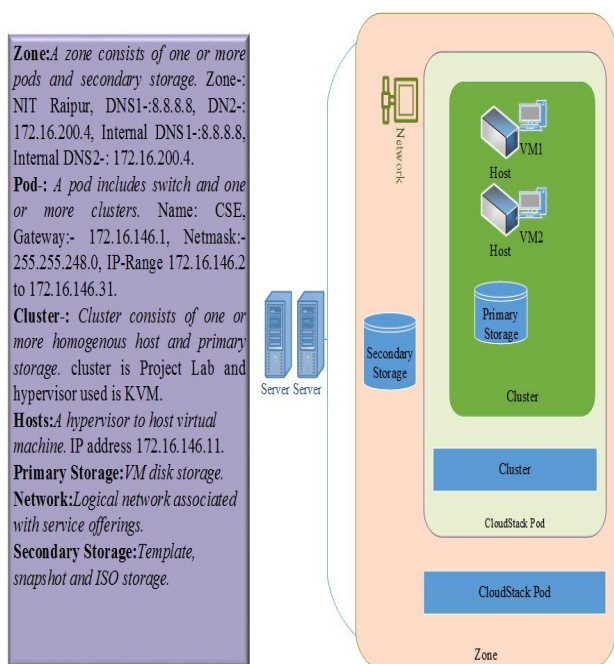 Zone:A zone consists of one or more
pods and secondary storage. Zone-:
NIT Raipur, DNS1-:8.8.8.8, DN2-:
172.16.200.4, Internal DNS1-:8.8.8.8,
Internal DNS2-: 172.16.200.4.
Pod-: A pod includes switch and one
or more clusters. Name: CSE,
Gateway:- 172.16.146.1, Netmask:-
255.255.248.0, IP-Range 172.16.146.2
to 172.16.146.31.
Cluster-: Cluster consists of one or
more homogenous host and primary
storage. cluster is Project Lab and
hypervisor used is KVM.
Hosts:A hypervisor to host virtual
machine. IP address 172.16.146.11.
Primary Storage:VM disk storage.
Network:Logical network associated
with service offerings.
Secondary Storage:Template,
snapshot and ISO storage.
Server Server
Network
Secondary
Storage
VM1
Host
VM2
Host
Primary
Storage
Cluster
Cluster
CloudStack Pod
CloudStack Pod
Zone